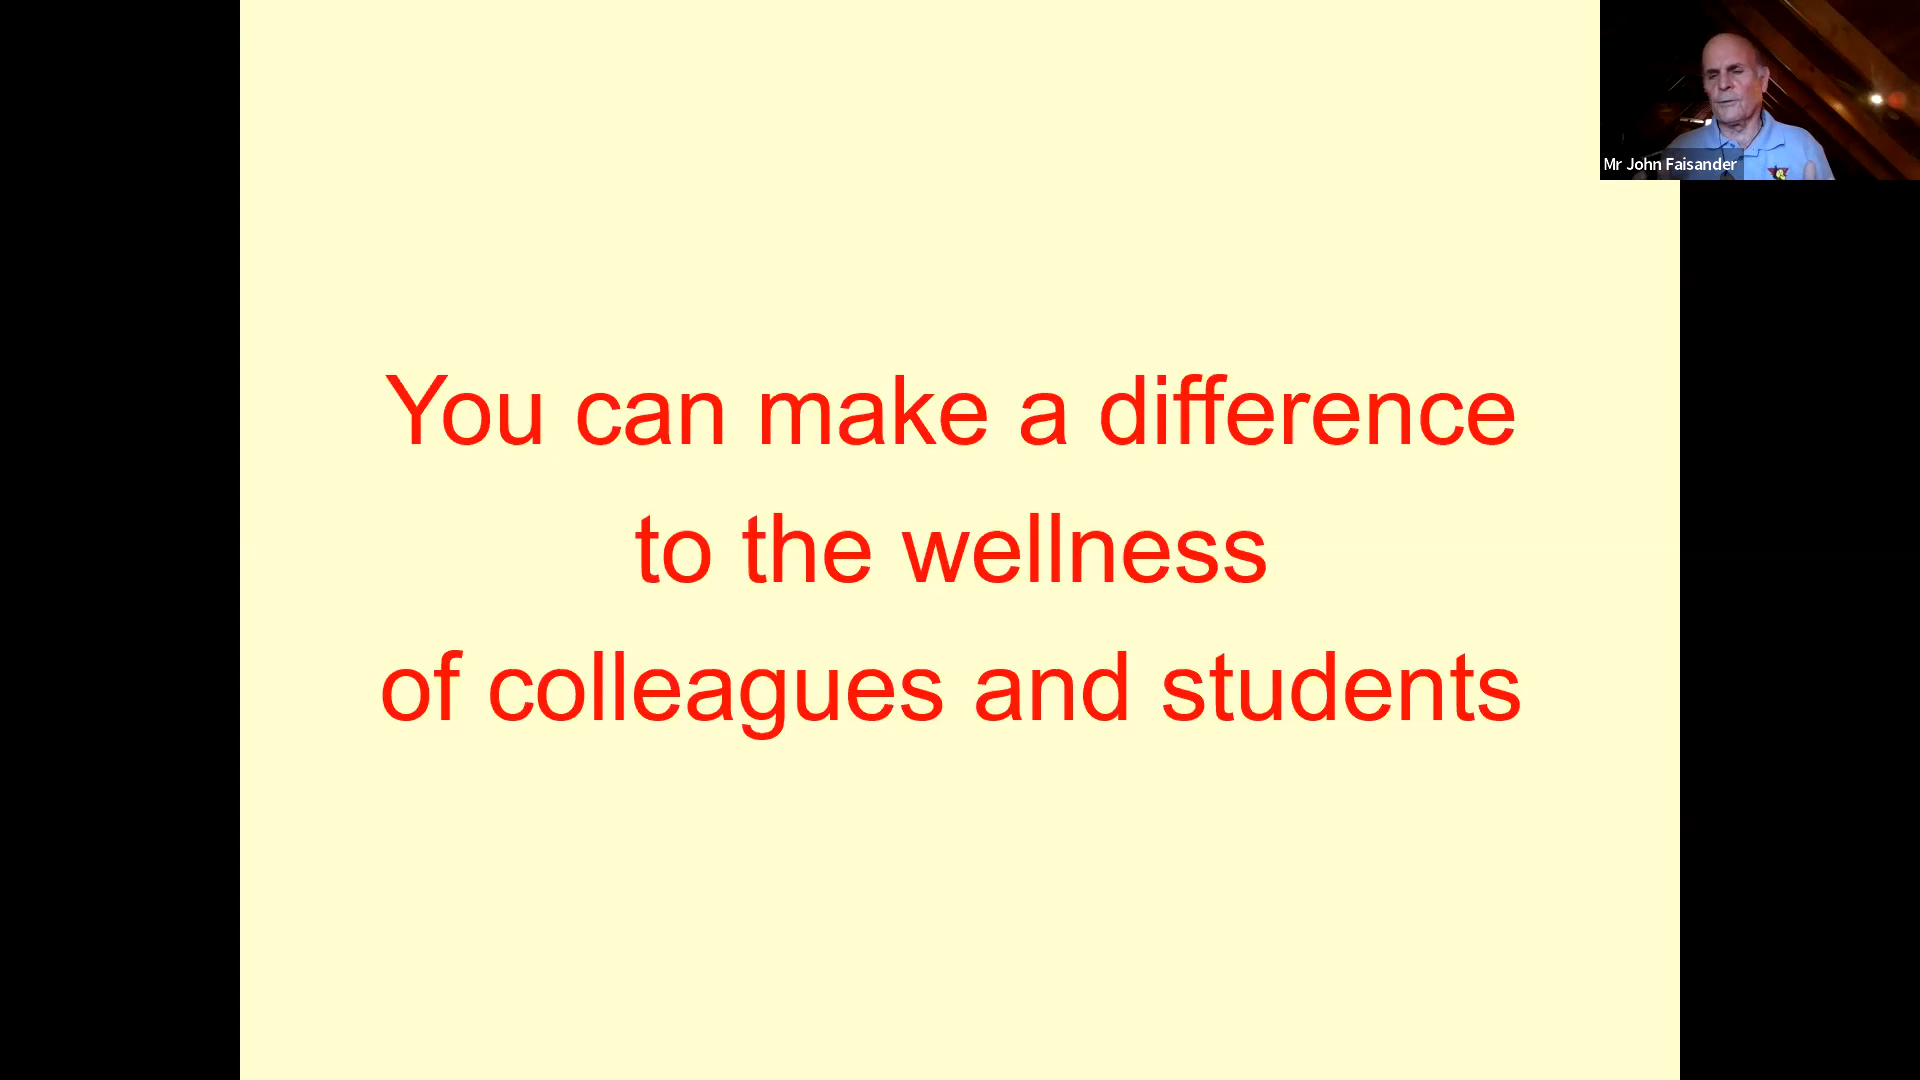 Mr John Faisander
You can make a difference
to the wellness
of colleagues and students